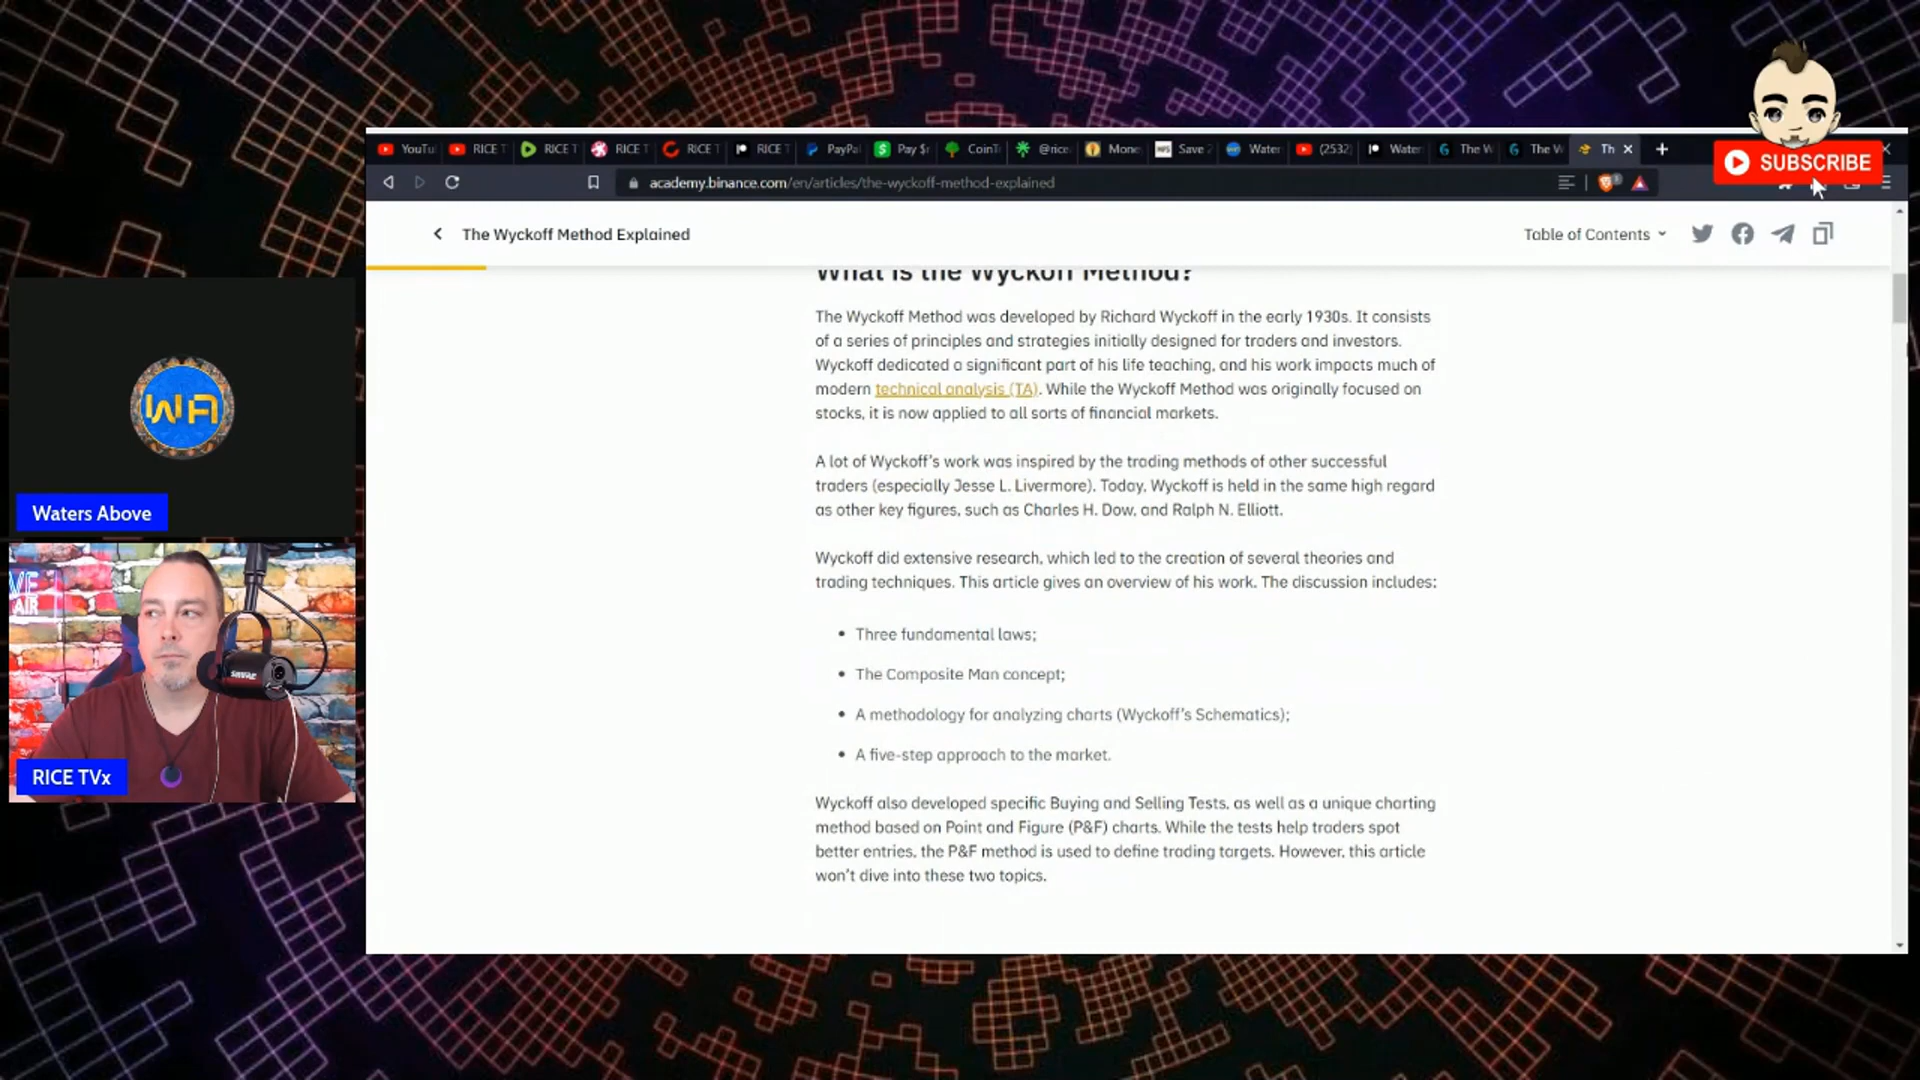 SUBSCRIBE
YouTu
RICE T
RICE T
RICE T
RICE T
RICE T
PayPal
Pay $r
CoinT
@rice
Mone
Save
Water
(2532)
Water
The W
The W
Th
academy.binance.com/en/articles/the-wyckoff-method-explained
The Wyckoff Method Explained
Table of Contents
What is the Wyckoff Method?
The Wyckoff Method was developed by Richard Wyckoff in the early 1930s. It consists
of a series of principles and strategies initially designed for traders and investors.
Wyckoff dedicated a significant part of his life teaching, and his work impacts much of
modern technical analysis (TA). While the Wyckoff Method was originally focused on
stocks, it is now applied to all sorts of financial markets.
A lot of Wyckoff's work was inspired by the trading methods of other successful
traders (especially Jesse L. Livermore). Today, Wyckoff is held in the same high regard
as other key figures, such as Charles H. Dow, and Ralph N. Elliott.
Wyckoff did extensive research, which led to the creation of several theories and
trading techniques. This article gives an overview of his work. The discussion includes:
• Three fundamental laws;
• The Composite Man concept;
• A methodology for analyzing charts (Wyckoff's Schematics);
• A five-step approach to the market.
Wyckoff also developed specific Buying and Selling Tests, as well as a unique charting
method based on Point and Figure (P&F) charts. While the tests help traders spot
better entries, the P&F method is used to define trading targets. However, this article
won't dive into these two topics.
WA
Waters Above
VE
AIR
SHURE
RICE TVx